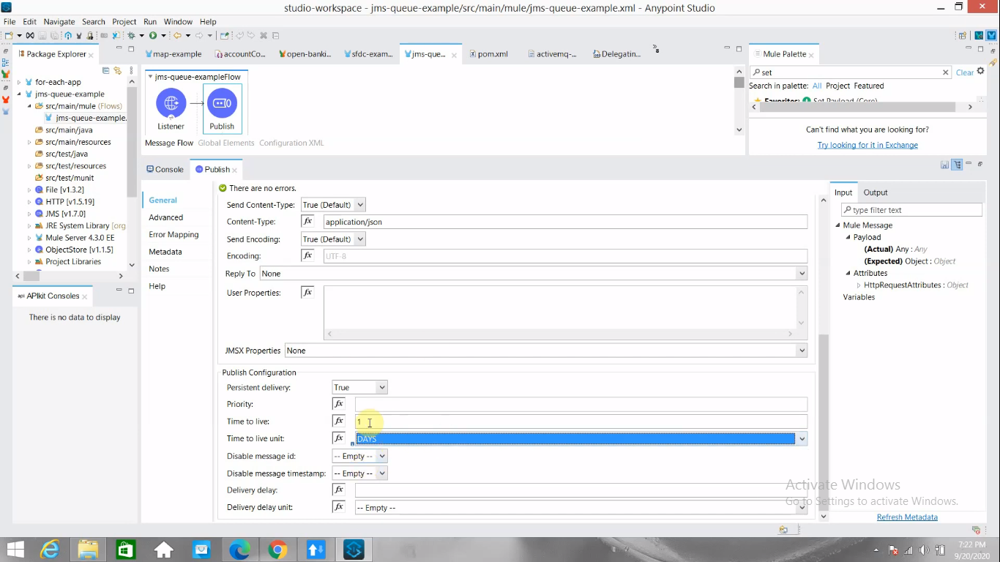 studio-workspace - jms-queue-example/src/main/mule/jms-queue-example.xml - Anypoint Studio
File Edit Navigate Search Project Run Window Help
Package Explorer
for-each-app
jms-queue-example
src/main/mule (Flows)
jms-queue-example.
src/main/java
src/main/resources
src/test/java
src/test/resources
src/test/munit
File [v1.3.2]
HTTP [v1.5.19]
JMS [v1.7.0]
JRE System Library [org
Mule Server 4.3.0 EE
ObjectStore [v1.1.5]
Project Libraries
API APIkit Consoles
There is no data to display
map-example accountCo... open-banki... sfdc-exam... jms-que... pom.xml activemq-... Delegatin... »8
jms-queue-exampleFlow
Listener Publish
Message Flow Global Elements Configuration XML
Mule Palette
set Clear
Search in palette: All Project Featured
Favorites: Set Payload (Core)
Can't find what you are looking for?
Try looking for it in Exchange
Console Publish
General
Advanced
Error Mapping
Metadata
Notes
Help
There are no errors.
Send Content-Type: True (Default)
Content-Type: fx application/json
Send Encoding: True (Default)
Encoding: fx UTF-8
Reply To None
User Properties: fx
JMSX Properties None
Publish Configuration
Persistent delivery: True
Priority: fx
Time to live: fx 1
Time to live unit: fx DAYS
Disable message id: -- Empty --
Disable message timestamp: -- Empty --
Delivery delay: fx
Delivery delay unit: fx -- Empty --
Input Output
type filter text
Mule Message
Payload
(Actual) Any : Any
(Expected) Object : Object
Attributes
HttpRequestAttributes : Object
Variables
Activate Windows
Go to Settings to activate Windows.
Refresh Metadata
7:22 PM
9/20/2020